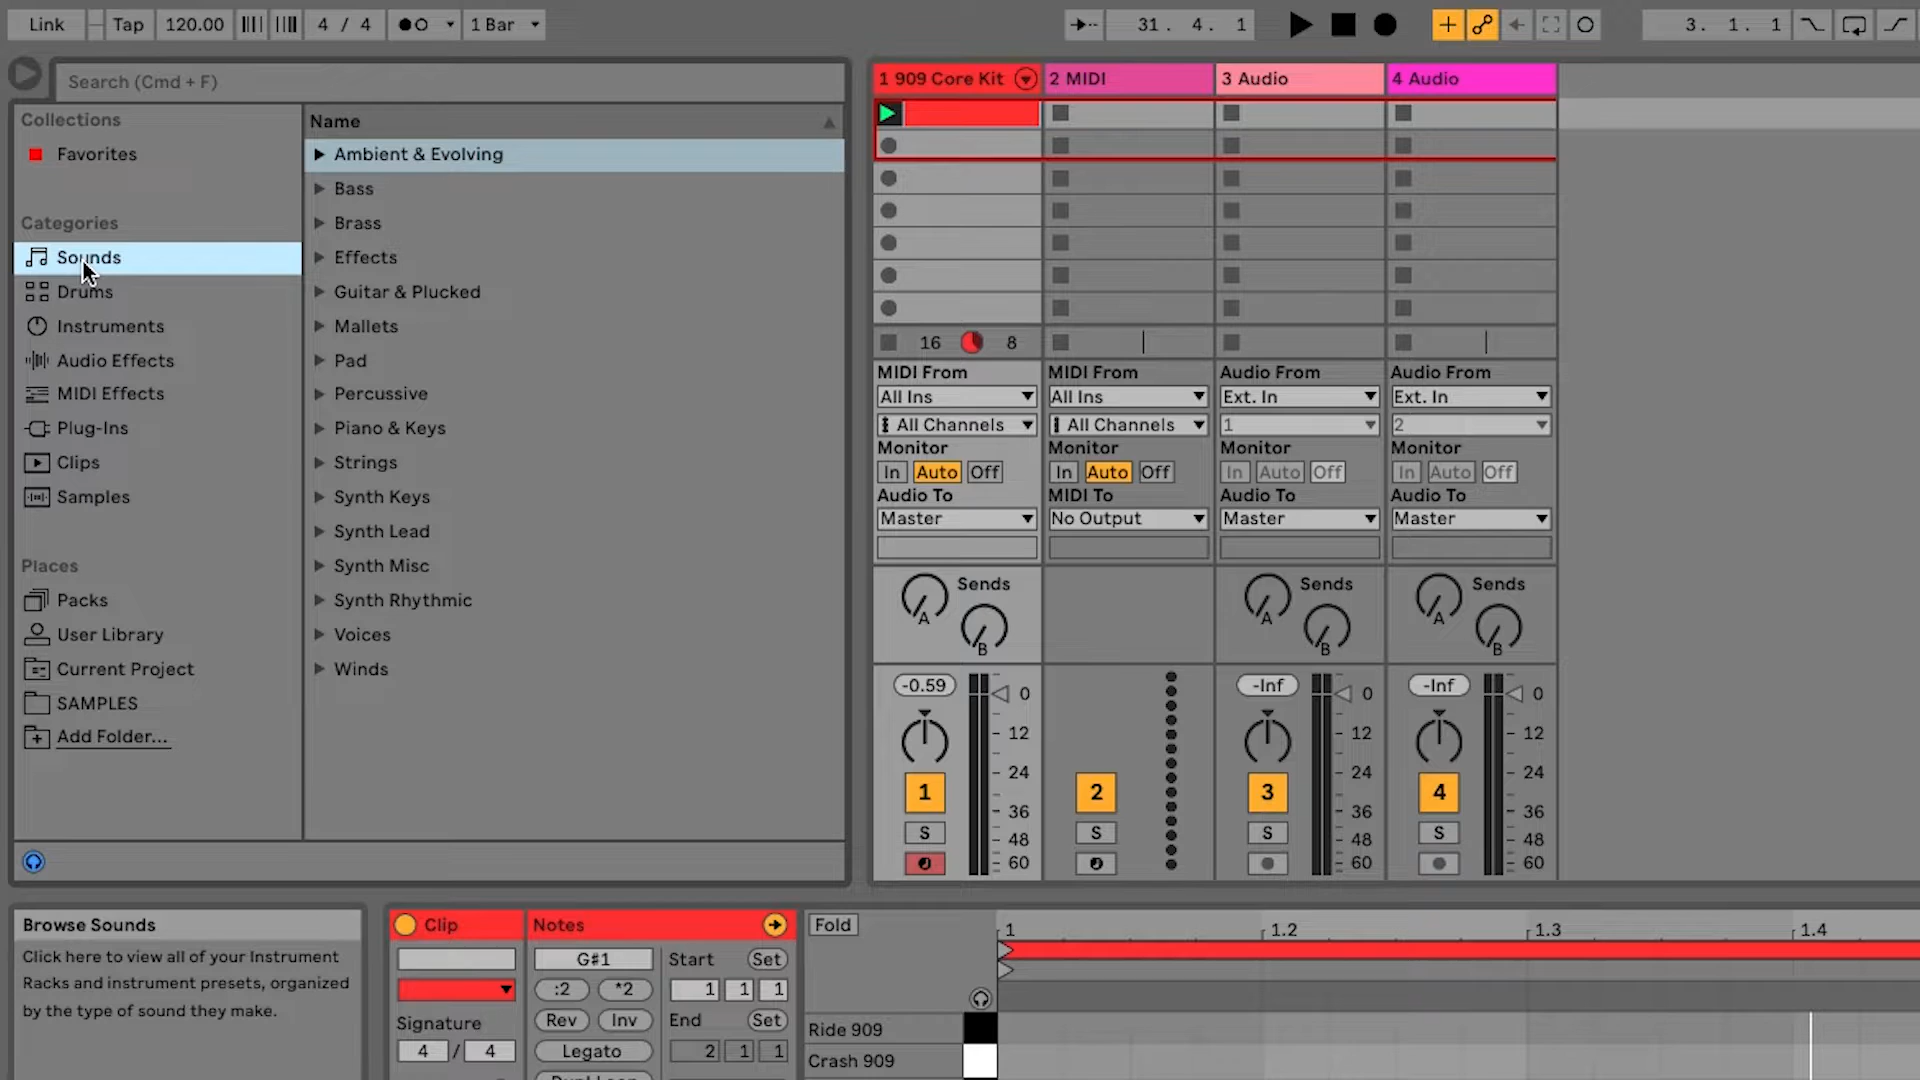 Link Tap 120.00 4 / 4 1 Bar 31. 4. 1 3. 1. 1
Search (Cmd + F)
Collections
Favorites
Categories
Sounds
Drums
Instruments
Audio Effects
MIDI Effects
Plug-Ins
Clips
Samples
Places
Packs
User Library
Current Project
SAMPLES
Add Folder...
Name
Ambient & Evolving
Bass
Brass
Effects
Guitar & Plucked
Mallets
Pad
Percussive
Piano & Keys
Strings
Synth Keys
Synth Lead
Synth Misc
Synth Rhythmic
Voices
Winds
1 909 Core Kit 2 MIDI 3 Audio 4 Audio
16 8
MIDI From MIDI From Audio From Audio From
All Ins All Ins Ext. In Ext. In
All Channels All Channels 1 2
Monitor Monitor Monitor Monitor
In Auto Off In Auto Off In Auto Off In Auto Off
Audio To MIDI To Audio To Audio To
Master No Output Master Master
Sends Sends Sends
A A A
B B B
-0.59 0 -Inf 0 -Inf 0
12 12 12
24 24 24
1 2 3 4
36 36 36
S S S S
48 48 48
60 60 60
Browse Sounds
Click here to view all of your Instrument
Racks and instrument presets, organized
by the type of sound they make.
Clip
Signature
4 / 4
Notes
G#1
:2 *2
Rev Inv
Legato
Start Set
1 1 1
End Set
2 1 1
Fold
1 1.2 1.3 1.4
Ride 909
Crash 909